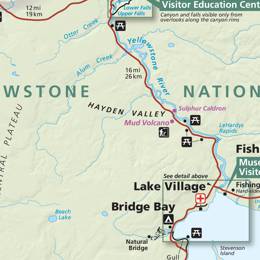 Visitor Education Cent
Canyon and falls visible only from
overlooks along the canyon rims
Lower Falls
Upper Falls
12 mi
19 km
12
19
Otter Creek
Alum Creek
Yellowstone
River
16 mi
26 km
WSTONE
NATION
HAYDEN VALLEY
Sulphur Caldron
Mud Volcano
LeHardys
Rapids
CENTRAL PLATEAU
Fish
Muse
Visito
See detail above
Lake Village
Fishing
Bridge Bay
Beach
Lake
Natural
Bridge
Gull
Stevenson
Island